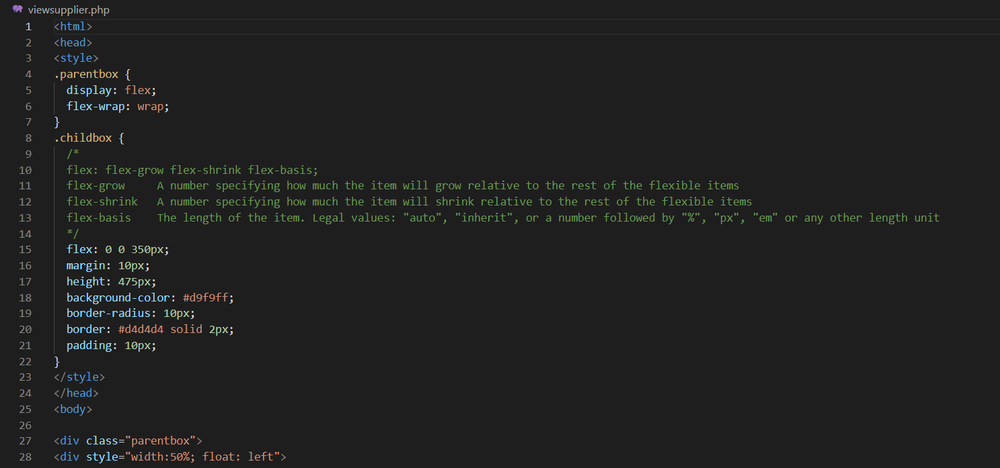 viewsupplier.php
1 <html>
2 <head>
3 <style>
4 .parentbox {
5   display: flex;
6   flex-wrap: wrap;
7 }
8 .childbox {
9   /*
10   flex: flex-grow flex-shrink flex-basis;
11   flex-grow     A number specifying how much the item will grow relative to the rest of the flexible items
12   flex-shrink   A number specifying how much the item will shrink relative to the rest of the flexible items
13   flex-basis    The length of the item. Legal values: "auto", "inherit", or a number followed by "%", "px", "em" or any other length unit
14   */
15   flex: 0 0 350px;
16   margin: 10px;
17   height: 475px;
18   background-color: #d9f9ff;
19   border-radius: 10px;
20   border: #d4d4d4 solid 2px;
21   padding: 10px;
22 }
23 </style>
24 </head>
25 <body>
26
27 <div class="parentbox">
28 <div style="width:50%; float: left">